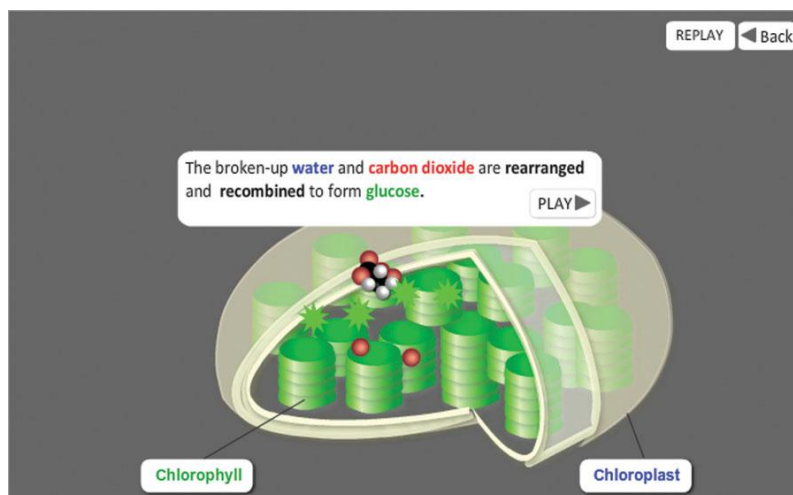 REPLAY
Back
The broken-up water and carbon dioxide are rearranged
and recombined to form glucose.
PLAY
Chlorophyll
Chloroplast